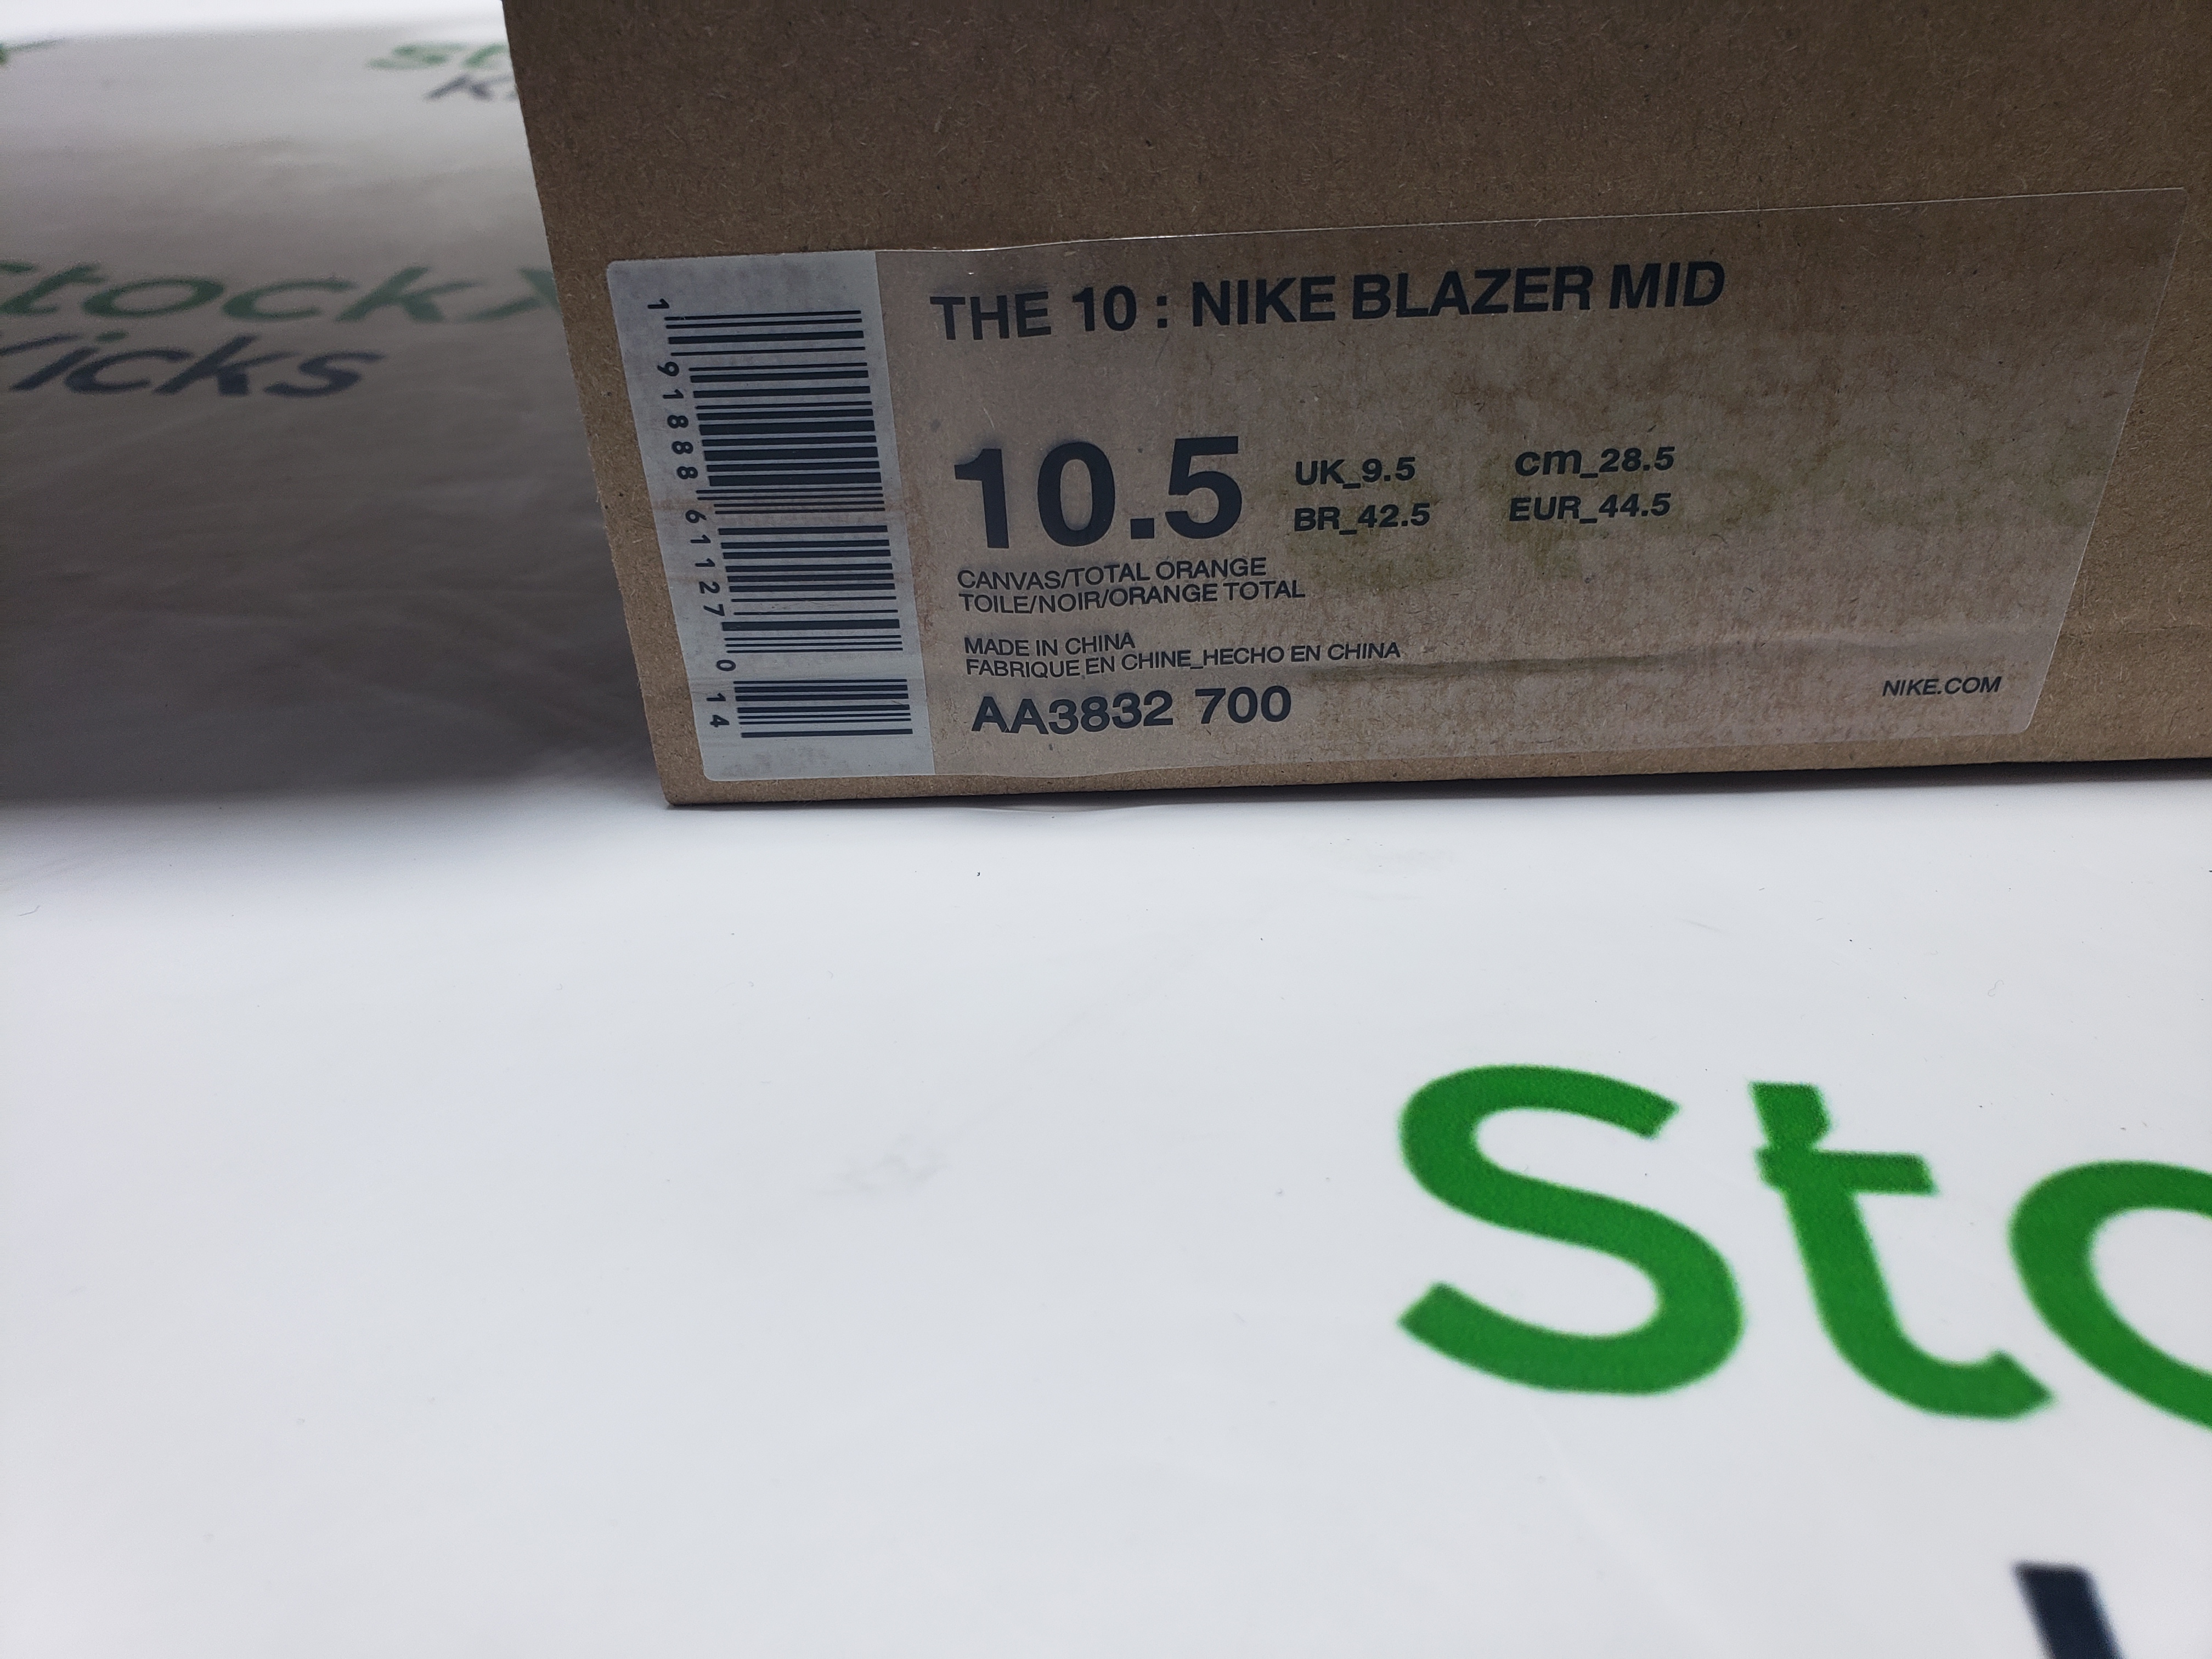 StockX
Kicks
THE 10 : NIKE BLAZER MID
10.5
UK_9.5 cm_28.5
BR_42.5 EUR_44.5
CANVAS/TOTAL ORANGE
TOILE/NOIR/ORANGE TOTAL
MADE IN CHINA
FABRIQUE EN CHINE_HECHO EN CHINA
AA3832 700
NIKE.COM
1 91888 61127 0 14
Sto